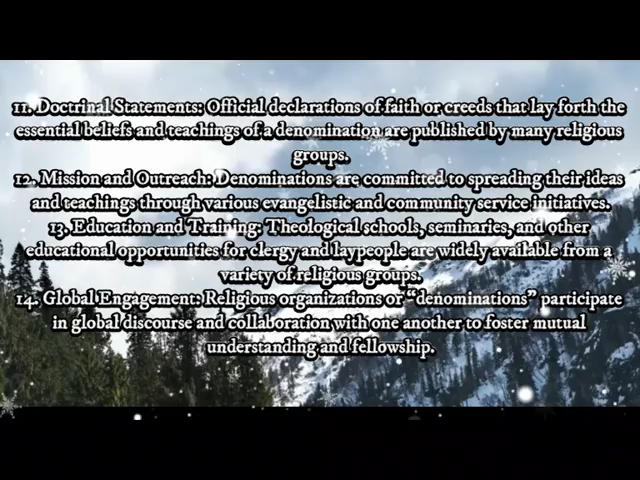 11. Doctrinal Statements: Official declarations of faith or creeds that lay forth the
essential beliefs and teachings of a denomination are published by many religious
groups.
12. Mission and Outreach: Denominations are committed to spreading their ideas
and teachings through various evangelistic and community service initiatives.
13. Education and Training: Theological schools, seminaries, and other
educational opportunities for clergy and laypeople are widely available from a
variety of religious groups.
14. Global Engagement: Religious organizations or “denominations” participate
in global discourse and collaboration with one another to foster mutual
understanding and fellowship.